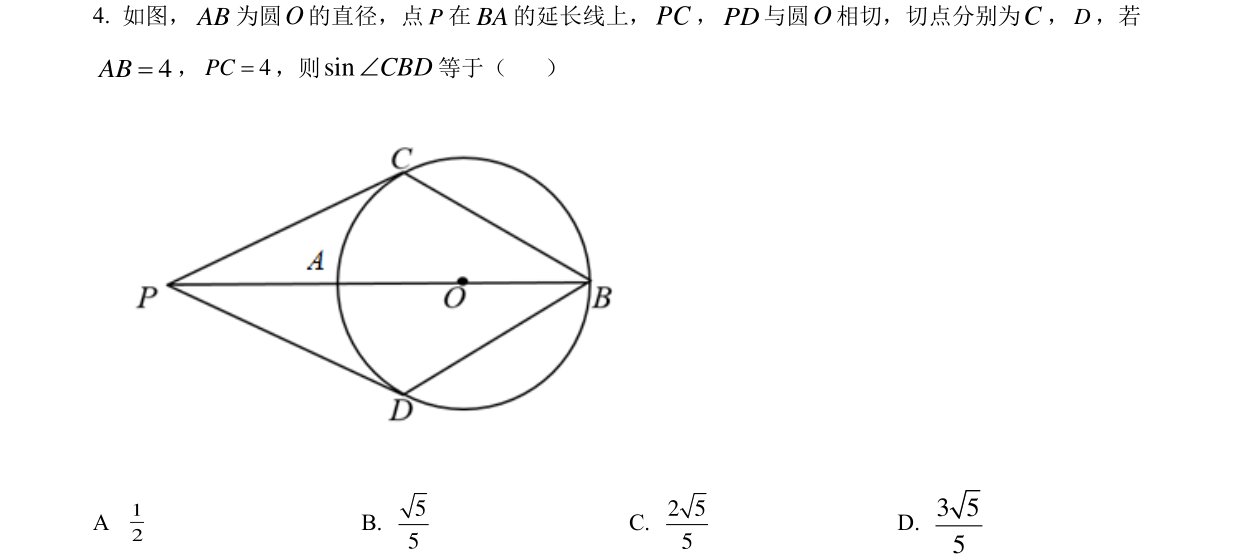 4. 如图， AB 为圆 O 的直径，点 P 在 BA 的延长线上， PC ， PD 与圆 O 相切，切点分别为 C ， D ，若
AB = 4 ， PC = 4 ，则 sin ∠CBD 等于（　　）
C
A
P
O
B
D
A 1/2 B. √5/5 C. 2√5/5 D. 3√5/5